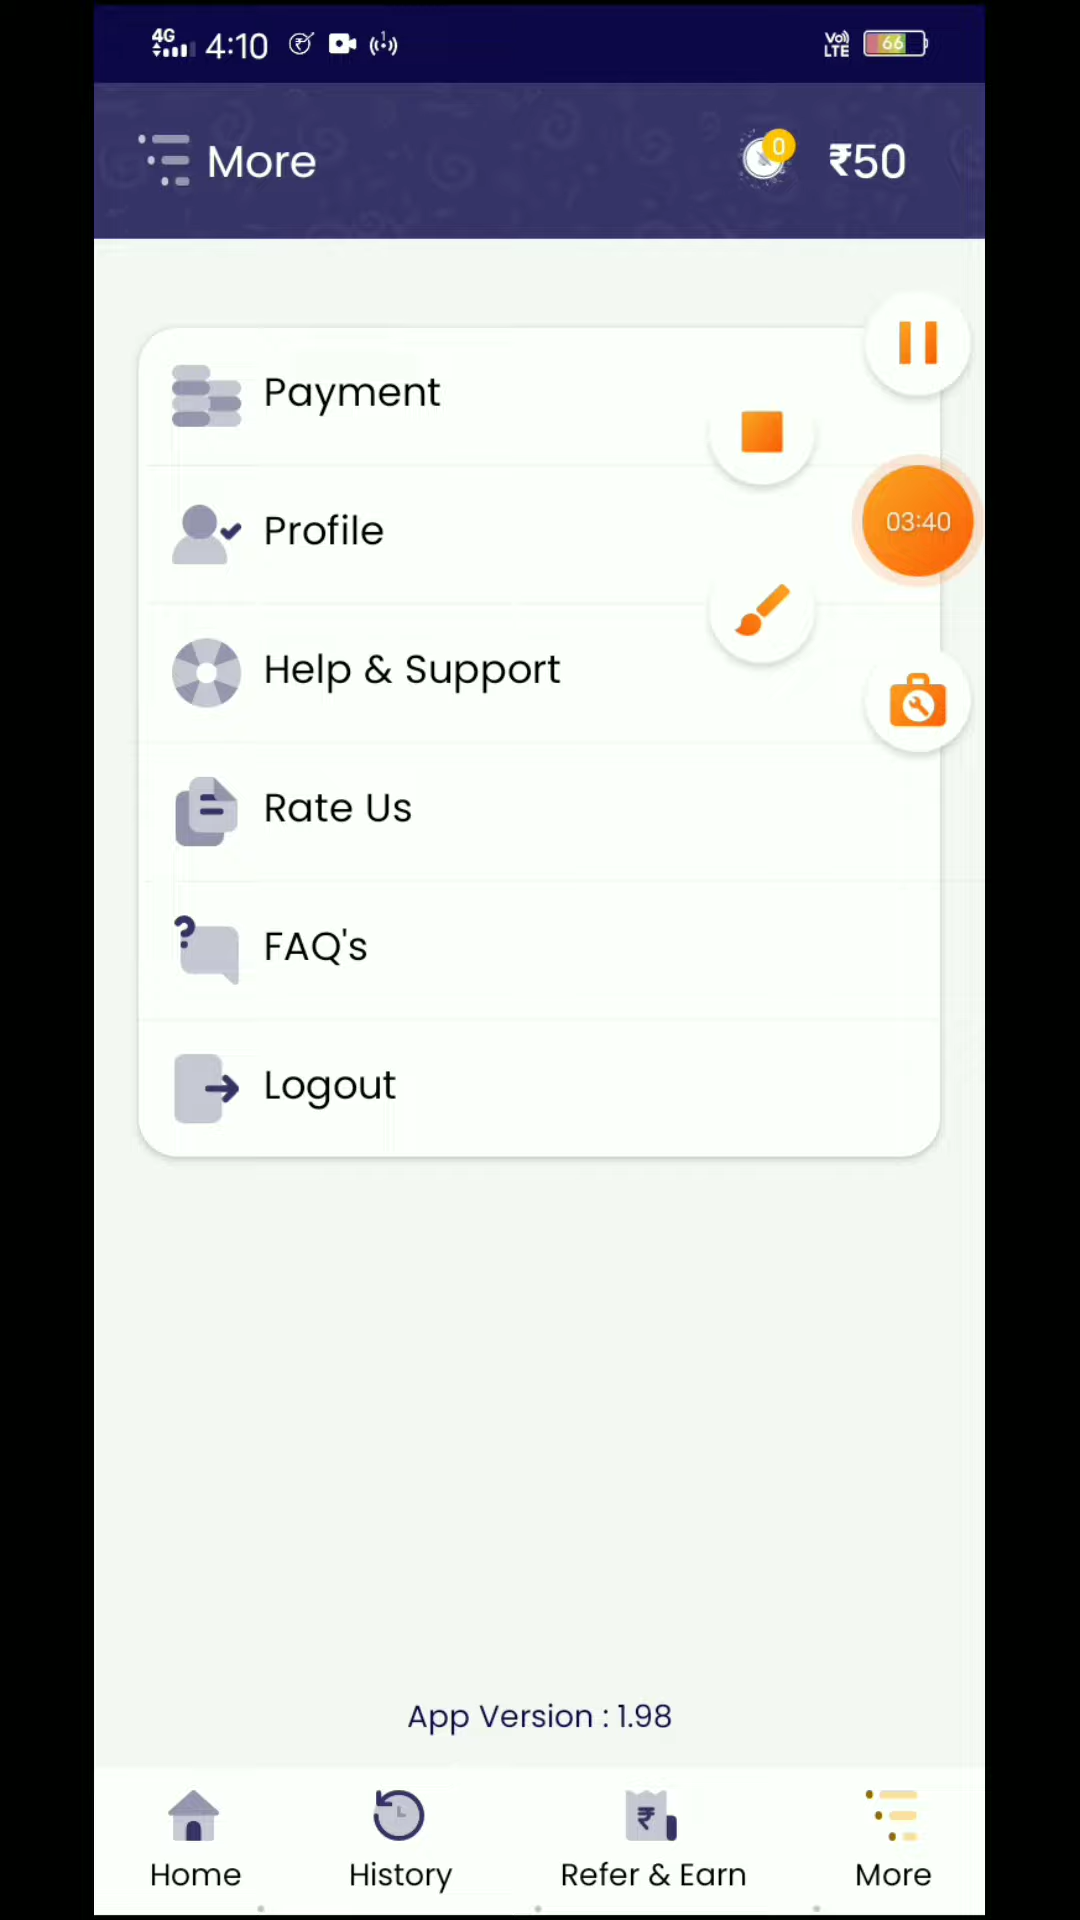 4G 4:10 Vo) LTE 66
More 0 ₹50
Payment
03:40
Profile
Help & Support
Rate Us
FAQ's
Logout
App Version : 1.98
Home History Refer & Earn More